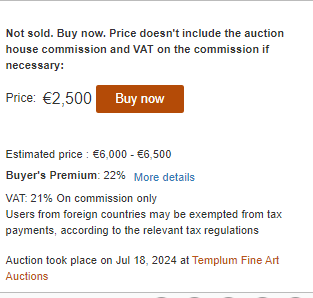 Not sold. Buy now. Price doesn't include the auction
house commission and VAT on the commission if
necessary:
Price: €2,500 Buy now
Estimated price : €6,000 - €6,500
Buyer's Premium: 22% More details
VAT: 21% On commission only
Users from foreign countries may be exempted from tax
payments, according to the relevant tax regulations
Auction took place on Jul 18, 2024 at Templum Fine Art
Auctions